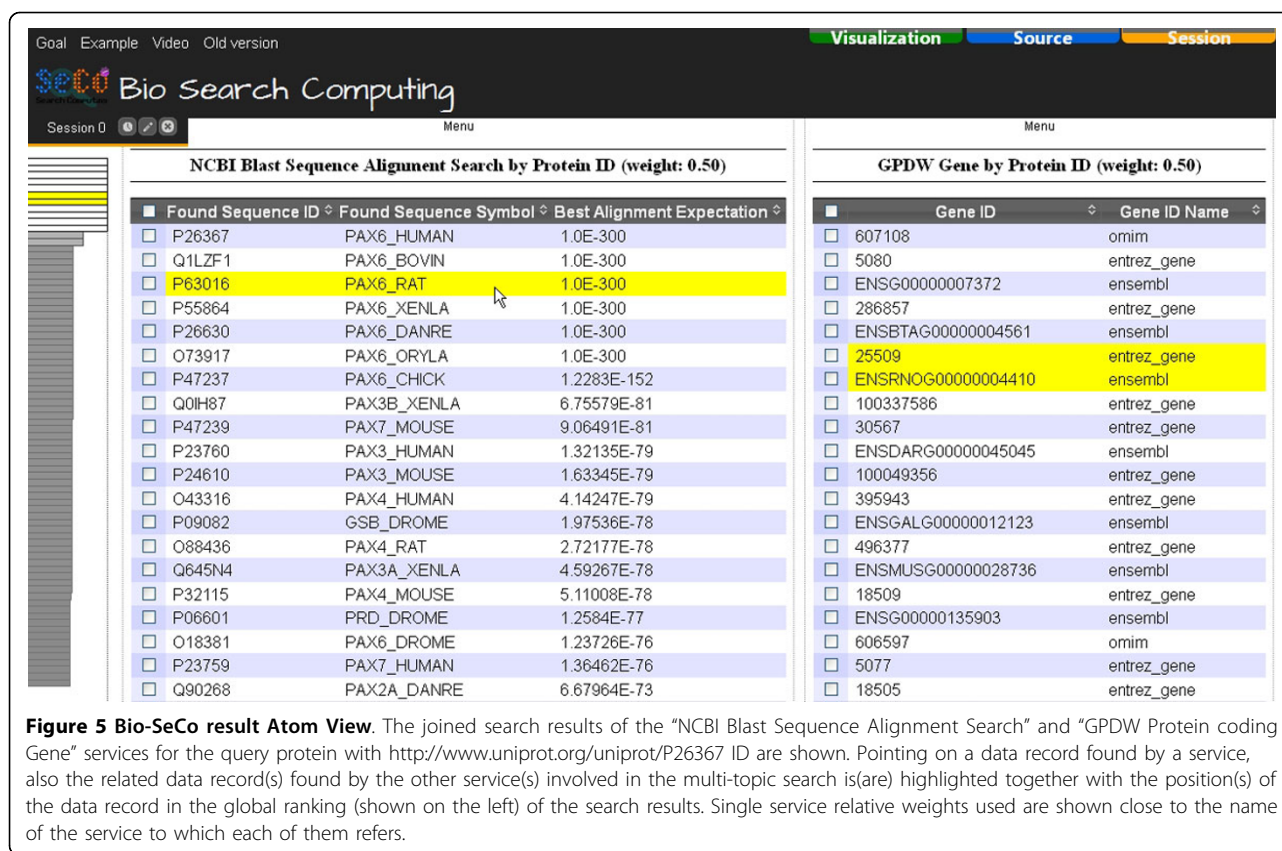 Goal Example Video Old version
Visualization Source Session
SeCo Bio Search Computing
Search Computing
Session 0
Menu
Menu
NCBI Blast Sequence Alignment Search by Protein ID (weight: 0.50)
GPDW Gene by Protein ID (weight: 0.50)
Found Sequence ID Found Sequence Symbol Best Alignment Expectation
Gene ID Gene ID Name
P26367 PAX6_HUMAN 1.0E-300 607108 omim
Q1LZF1 PAX6_BOVIN 1.0E-300 5080 entrez_gene
P63016 PAX6_RAT 1.0E-300 ENSG00000007372 ensembl
P55864 PAX6_XENLA 1.0E-300 286857 entrez_gene
P26630 PAX6_DANRE 1.0E-300 ENSBTAG00000004561 ensembl
O73917 PAX6_ORYLA 1.0E-300 25509 entrez_gene
P47237 PAX6_CHICK 1.2283E-152 ENSRNOG00000004410 ensembl
Q0IH87 PAX3B_XENLA 6.75579E-81 100337586 entrez_gene
P47239 PAX7_MOUSE 9.06491E-81 30567 entrez_gene
P23760 PAX3_HUMAN 1.32135E-79 ENSDARG00000045045 ensembl
P24610 PAX3_MOUSE 1.63345E-79 100049356 entrez_gene
O43316 PAX4_HUMAN 4.14247E-79 395943 entrez_gene
P09082 GSB_DROME 1.97536E-78 ENSGALG00000012123 ensembl
O88436 PAX4_RAT 2.72177E-78 496377 entrez_gene
Q645N4 PAX3A_XENLA 4.59267E-78 ENSMUSG00000028736 ensembl
P32115 PAX4_MOUSE 5.11008E-78 18509 entrez_gene
P06601 PRD_DROME 1.2584E-77 ENSG00000135903 ensembl
O18381 PAX6_DROME 1.23726E-76 606597 omim
P23759 PAX7_HUMAN 1.36462E-76 5077 entrez_gene
Q90268 PAX2A_DANRE 6.67964E-73 18505 entrez_gene
Figure 5 Bio-SeCo result Atom View. The joined search results of the "NCBI Blast Sequence Alignment Search" and "GPDW Protein coding
Gene" services for the query protein with http://www.uniprot.org/uniprot/P26367 ID are shown. Pointing on a data record found by a service,
also the related data record(s) found by the other service(s) involved in the multi-topic search is(are) highlighted together with the position(s) of
the data record in the global ranking (shown on the left) of the search results. Single service relative weights used are shown close to the name
of the service to which each of them refers.